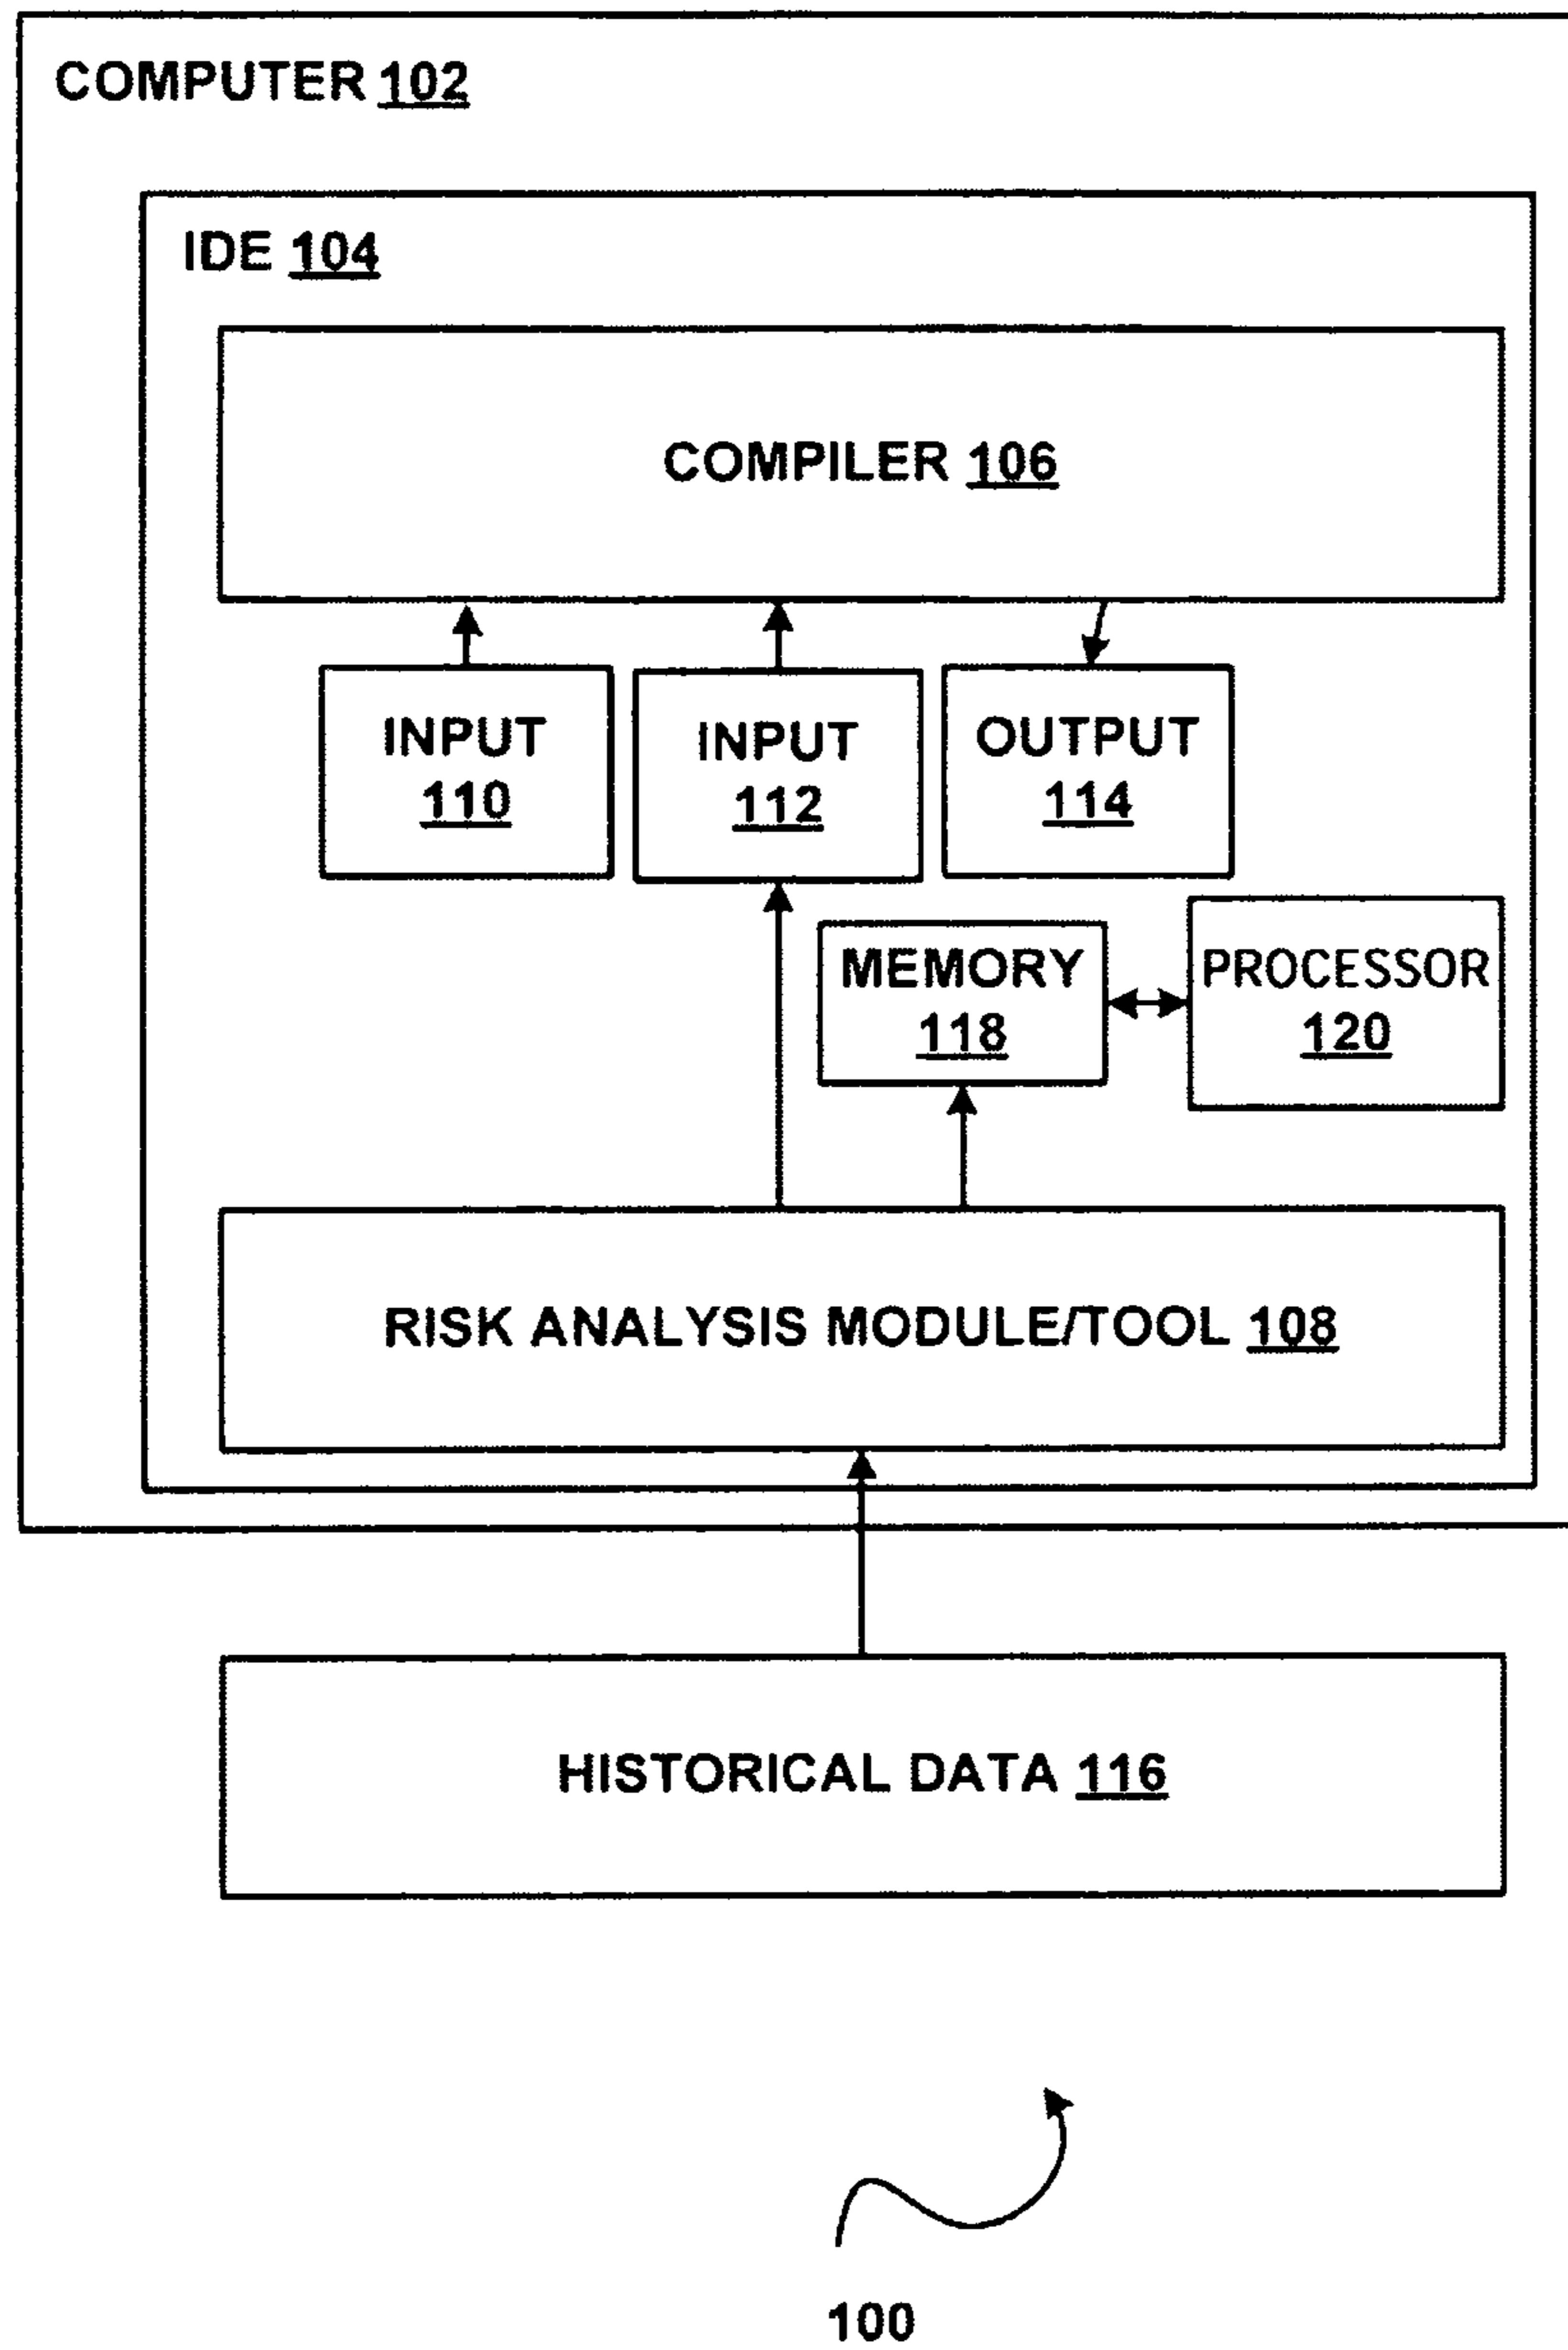 COMPUTER 102
IDE 104
COMPILER 106
INPUT
110
INPUT
112
OUTPUT
114
MEMORY
118
PROCESSOR
120
RISK ANALYSIS MODULE/TOOL 108
HISTORICAL DATA 116
100